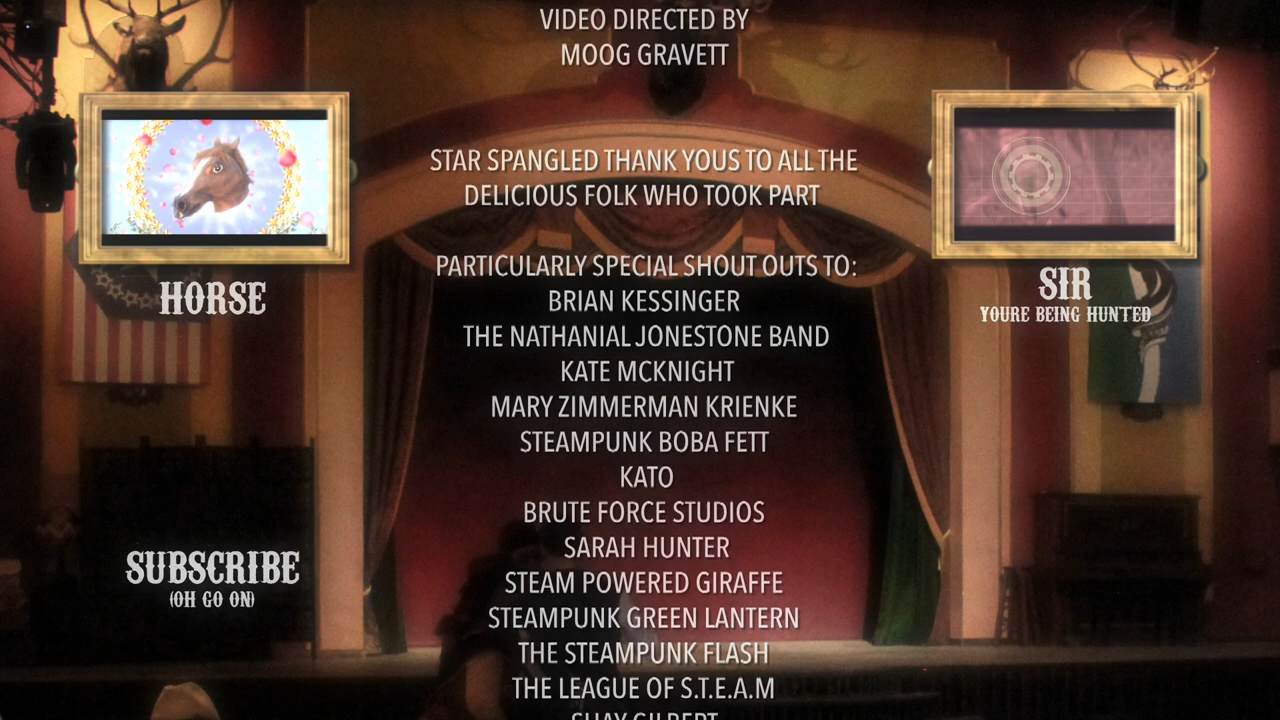 VIDEO DIRECTED BY
MOOG GRAVETT
STAR SPANGLED THANK YOUS TO ALL THE
DELICIOUS FOLK WHO TOOK PART
PARTICULARLY SPECIAL SHOUT OUTS TO:
BRIAN KESSINGER
THE NATHANIAL JONESTONE BAND
KATE MCKNIGHT
MARY ZIMMERMAN KRIENKE
STEAMPUNK BOBA FETT
KATO
BRUTE FORCE STUDIOS
SARAH HUNTER
STEAM POWERED GIRAFFE
STEAMPUNK GREEN LANTERN
THE STEAMPUNK FLASH
THE LEAGUE OF S.T.E.A.M
SHAY GILBERT
HORSE
SUBSCRIBE
(OH GO ON)
SIR
YOURE BEING HUNTED